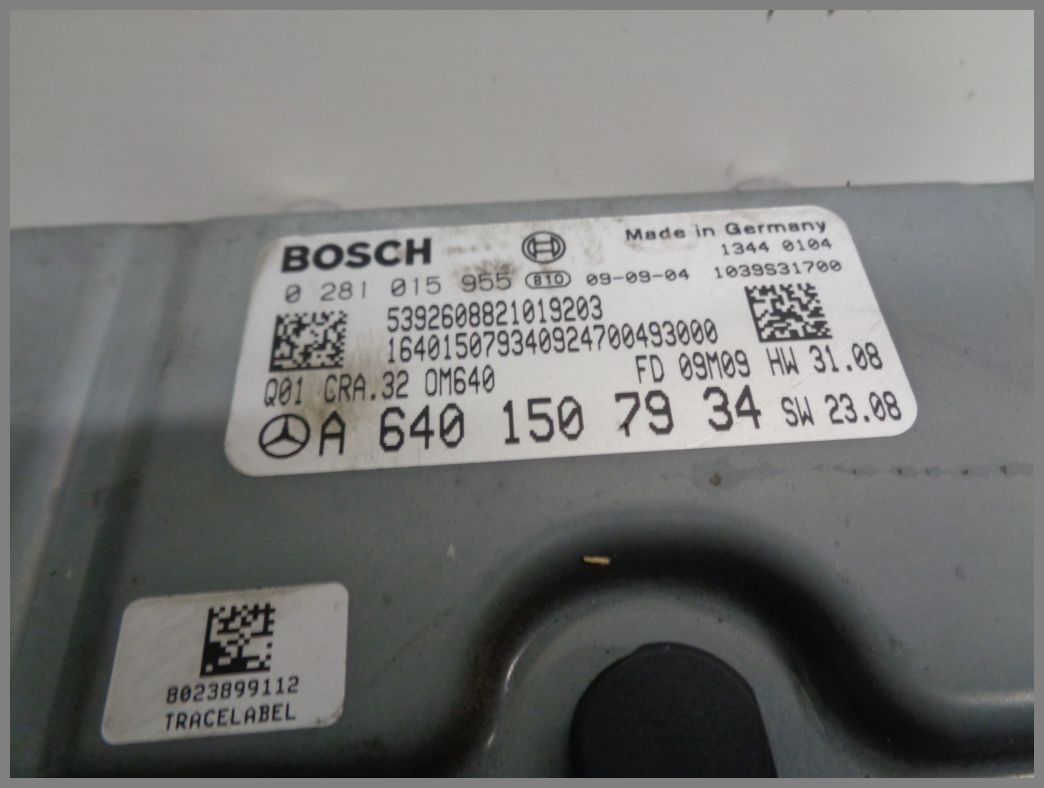 BOSCH Made in Germany
1344 0104
0 281 015 955 810 09-09-04 1039S31700
5392608821019203
164015079340924700493000
Q01 CRA.32 OM640 FD 09M09 HW 31.08
A 640 150 79 34 SW 23.08
8023899112
TRACELABEL